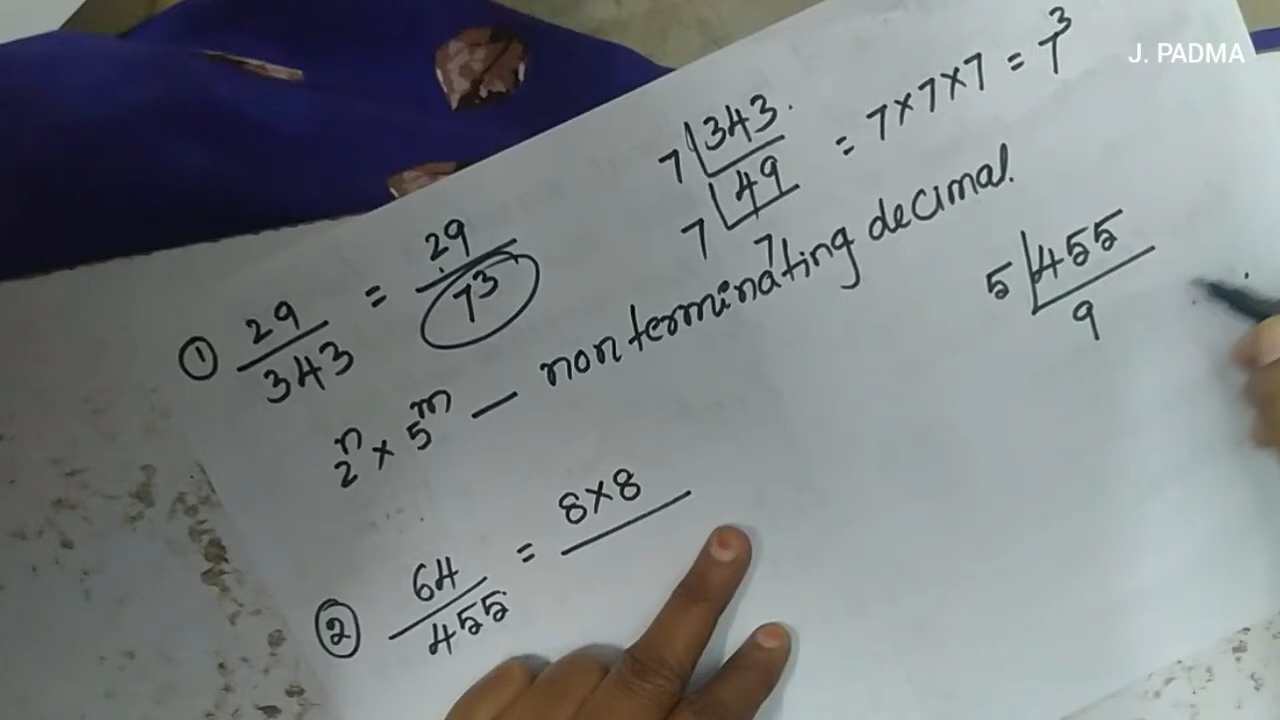 J. PADMA
7 | 343.
7 | 49
7
= 7×7×7 = 7³
① 29/343 = 29/7³
2ⁿ × 5ᵐ — non terminating decimal.
5 | 455
9
② 64/455 = 8×8